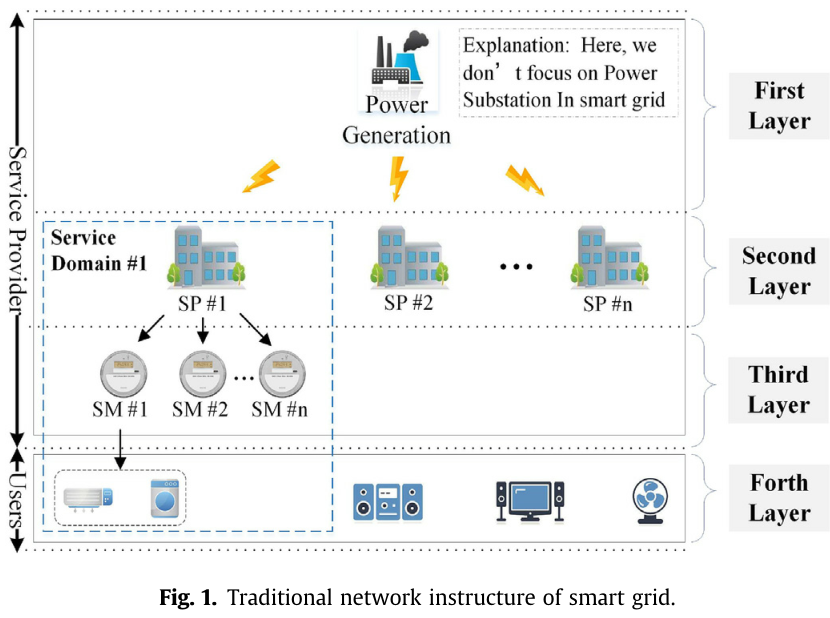 Explanation: Here, we
don’t focus on Power
Substation In smart grid
Power
Generation
First
Layer
Service Provider
Service
Domain #1
SP #1
SP #2
...
SP #n
Second
Layer
SM #1
SM #2
...
SM #n
Third
Layer
Users
Forth
Layer
Fig. 1. Traditional network instructure of smart grid.